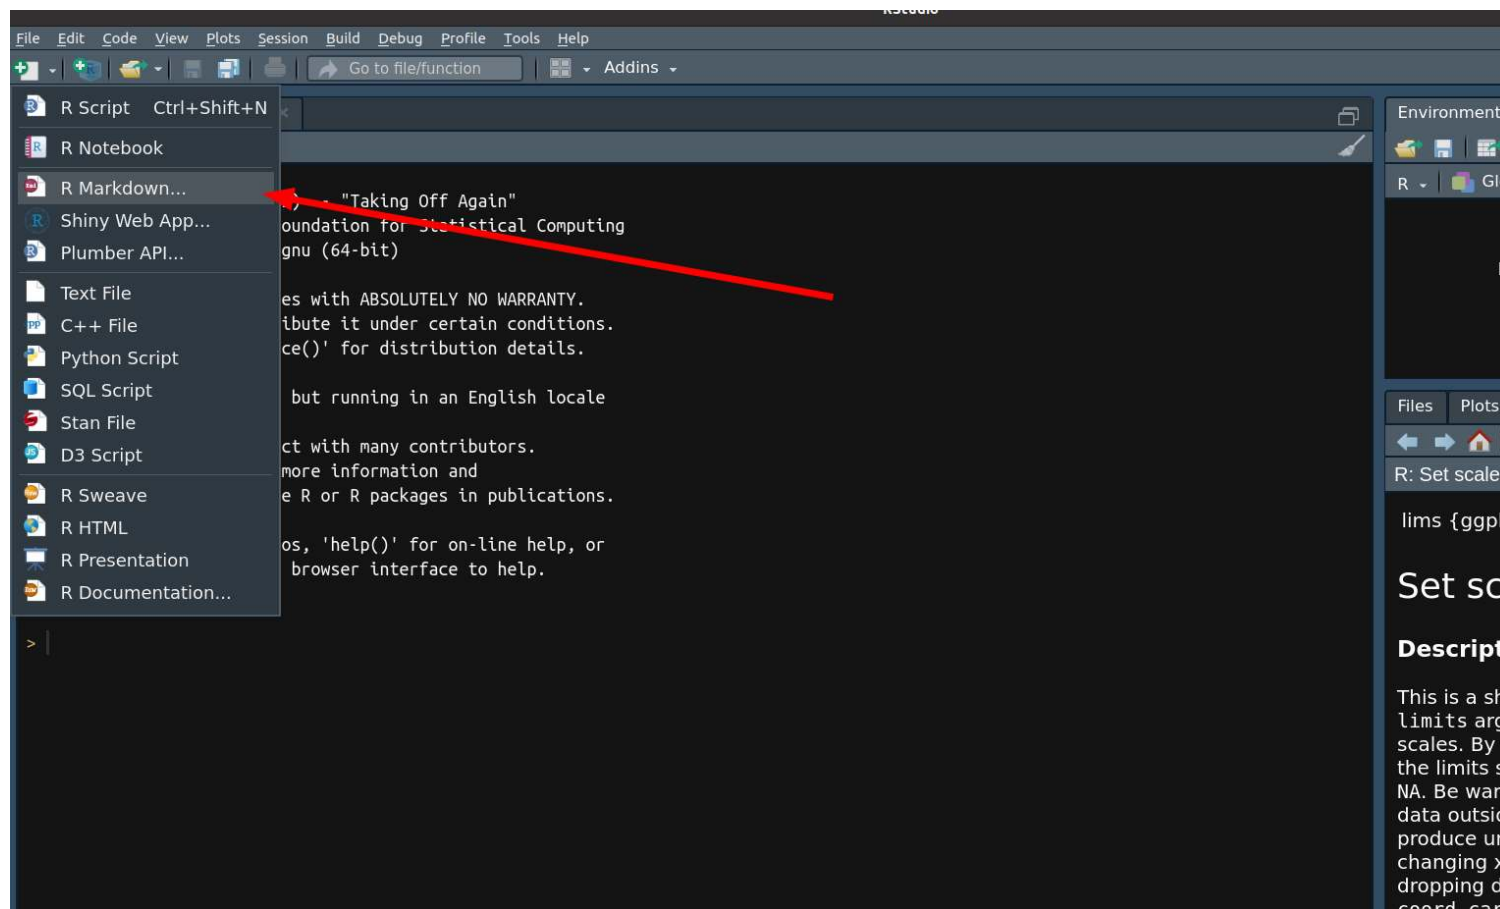 File Edit Code View Plots Session Build Debug Profile Tools Help
Go to file/function
Addins
R Script Ctrl+Shift+N
R Notebook
R Markdown...
Shiny Web App...
Plumber API...
Text File
C++ File
Python Script
SQL Script
Stan File
D3 Script
R Sweave
R HTML
R Presentation
R Documentation...
) -- "Taking Off Again"
oundation for Statistical Computing
gnu (64-bit)
es with ABSOLUTELY NO WARRANTY.
ibute it under certain conditions.
ce()' for distribution details.
but running in an English locale
ct with many contributors.
more information and
e R or R packages in publications.
os, 'help()' for on-line help, or
browser interface to help.
>
Environment
R
Files Plots
R: Set scale
lims {ggpl
Set sc
Descript
This is a sh
limits arg
scales. By
the limits s
NA. Be war
data outsid
produce un
changing x
dropping d